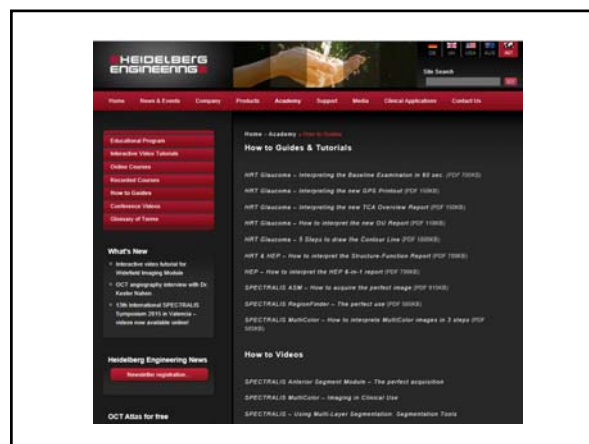 HEIDELBERG
ENGINEERING
DE UK USA AUS INT
Site Search
GO
Home News & Events Company Products Academy Support Media Clinical Applications Contact Us
Educational Program
Interactive Video Tutorials
Online Courses
Recorded Courses
How to Guides
Conference Videos
Glossary of Terms
What's New
Interactive video tutorial for
Widefield Imaging Module
OCT angiography interview with Dr.
13th International SPECTRALIS
Symposium 2015 in Valencia –
videos now available online!
Heidelberg Engineering News
Newsletter registration...
OCT Atlas for free
Home » Academy » How to Guides
How to Guides & Tutorials
HRT Glaucoma – Interpreting the Baseline Examination in 60 sec. (PDF 700KB)
HRT Glaucoma – Interpreting the new GPS Printout (PDF 150KB)
HRT Glaucoma – Interpreting the new TCA Overview Report (PDF 150KB)
HRT Glaucoma – How to interpret the new OU Report (PDF 110KB)
HRT Glaucoma – 5 Steps to draw the Contour Line (PDF
HRT & HEP – How to interpret the Structure-Function Report (PDF
HEP – How to interpret the HEP 6-in-1 report (PDF
SPECTRALIS ASM – How to acquire the perfect image (PDF 910KB)
SPECTRALIS RegionFinder – The perfect use (PDF
SPECTRALIS MultiColor – How to interprete MultiColor images in 3 steps (PDF
How to Videos
SPECTRALIS Anterior Segment Module – The perfect acquisition
SPECTRALIS MultiColor – Imaging in Clinical Use
SPECTRALIS – Using Multi-Layer Segmentation: Segmentation Tools